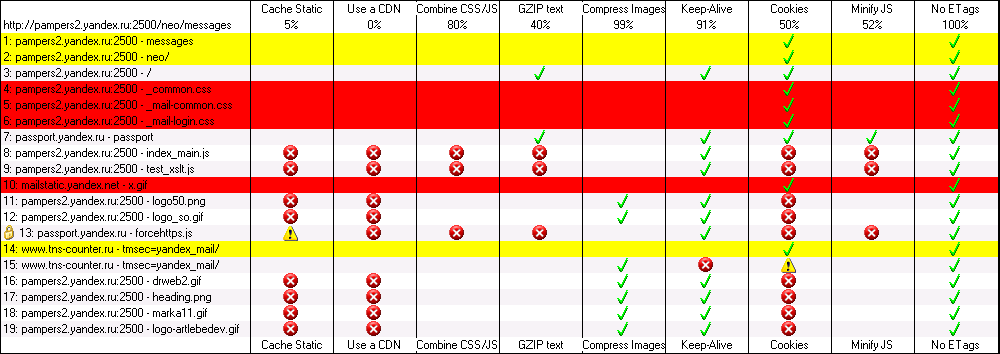 Cache Static Use a CDN Combine CSS/JS GZIP text Compress Images Keep-Alive Cookies Minify JS No ETags
http://pampers2.yandex.ru:2500/neo/messages 5% 0% 80% 40% 99% 91% 50% 52% 100%
1: pampers2.yandex.ru:2500 - messages
2: pampers2.yandex.ru:2500 - neo/
3: pampers2.yandex.ru:2500 - /
4: pampers2.yandex.ru:2500 - _common.css
5: pampers2.yandex.ru:2500 - _mail-common.css
6: pampers2.yandex.ru:2500 - _mail-login.css
7: passport.yandex.ru - passport
8: pampers2.yandex.ru:2500 - index_main.js
9: pampers2.yandex.ru:2500 - test_xslt.js
10: mailstatic.yandex.net - x.gif
11: pampers2.yandex.ru:2500 - logo50.png
12: pampers2.yandex.ru:2500 - logo_so.gif
13: passport.yandex.ru - forcehttps.js
14: www.tns-counter.ru - tmsec=yandex_mail/
15: www.tns-counter.ru - tmsec=yandex_mail/
16: pampers2.yandex.ru:2500 - drweb2.gif
17: pampers2.yandex.ru:2500 - heading.png
18: pampers2.yandex.ru:2500 - marka11.gif
19: pampers2.yandex.ru:2500 - logo-artlebedev.gif
Cache Static Use a CDN Combine CSS/JS GZIP text Compress Images Keep-Alive Cookies Minify JS No ETags